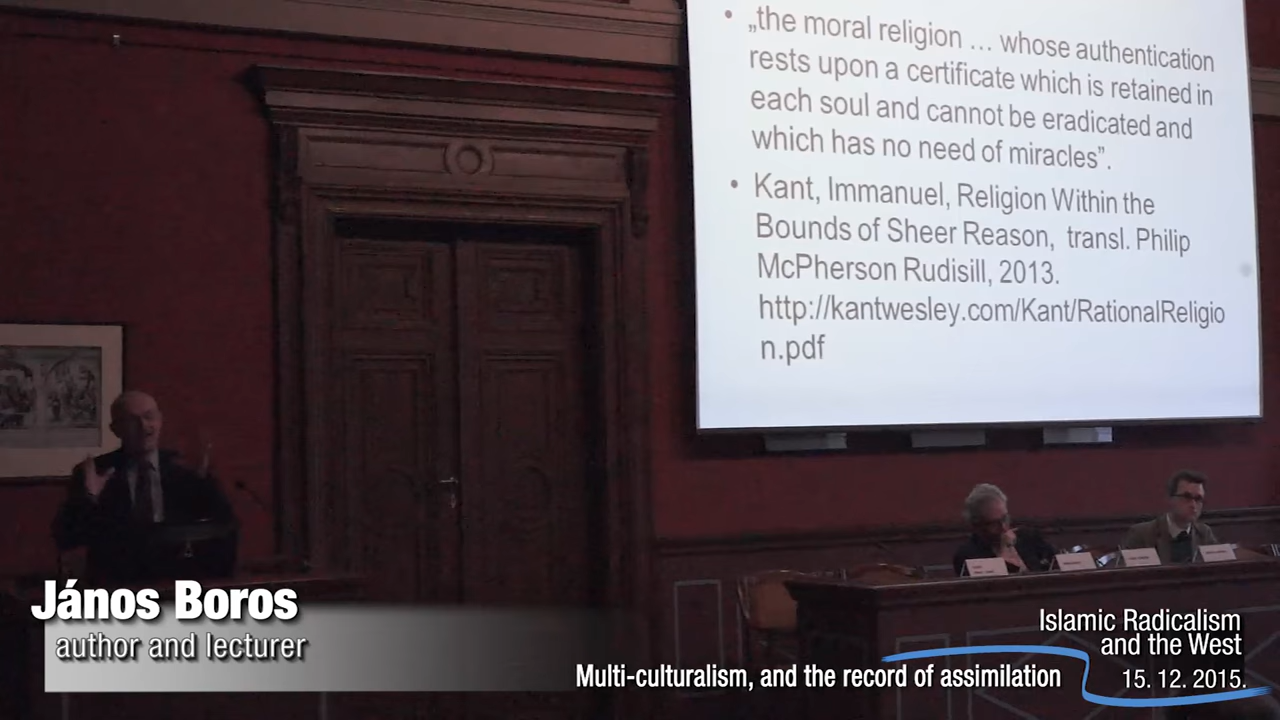 • „the moral religion … whose authentication
rests upon a certificate which is retained in
each soul and cannot be eradicated and
which has no need of miracles”.
• Kant, Immanuel, Religion Within the
Bounds of Sheer Reason, transl. Philip
McPherson Rudisill, 2013.
http://kantwesley.com/Kant/RationalReligio
n.pdf
János Boros
author and lecturer
Islamic Radicalism
and the West
Multi-culturalism, and the record of assimilation
15. 12. 2015.